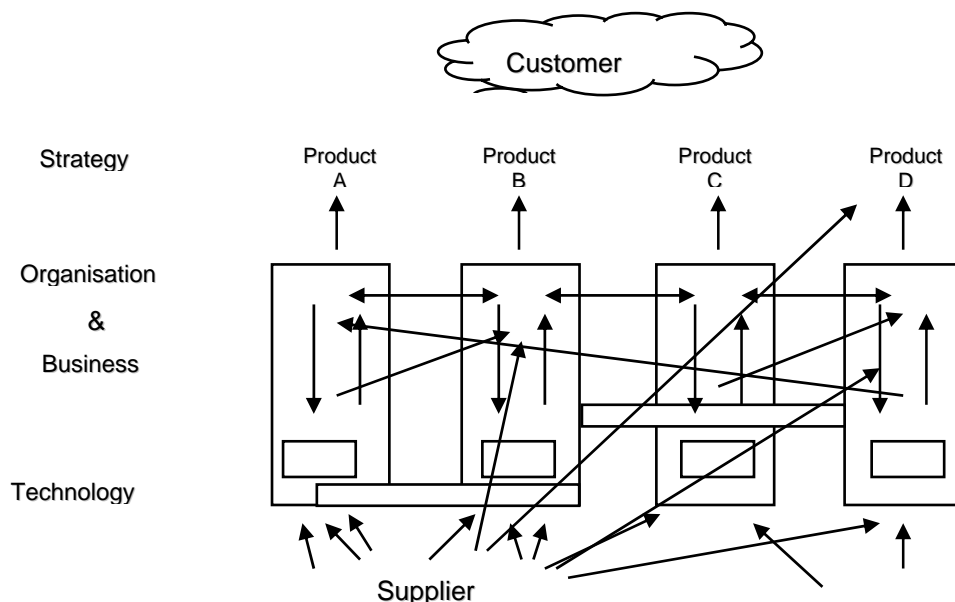 Customer
Strategy
Product
A
Product
B
Product
C
Product
D
Organisation
&
Business
Technology
Supplier